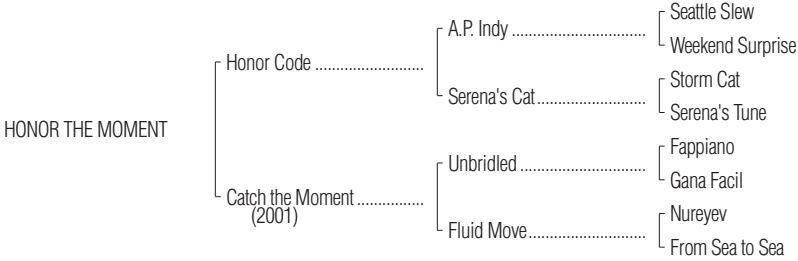 Seattle Slew
A.P. Indy ................................
Weekend Surprise
Honor Code ..........................
Storm Cat
Serena's Cat..........................
Serena's Tune
HONOR THE MOMENT
Fappiano
Unbridled ..............................
Gana Facil
Catch the Moment ................
(2001)
Nureyev
Fluid Move............................
From Sea to Sea